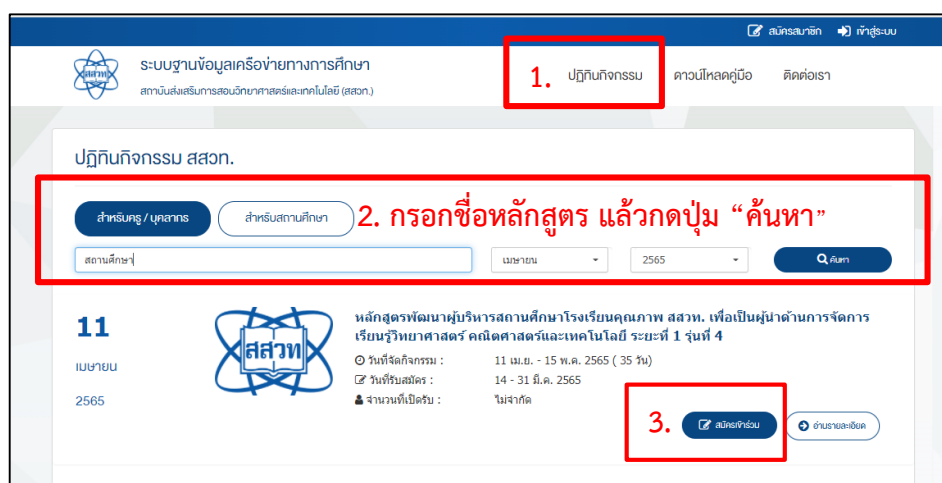 สมัครสมาชิก เข้าสู่ระบบ
สสวท
ระบบฐานข้อมูลเครือข่ายทางการศึกษา
สถาบันส่งเสริมการสอนวิทยาศาสตร์และเทคโนโลยี (สสวท.)
1. ปฏิทินกิจกรรม ดาวน์โหลดคู่มือ ติดต่อเรา
ปฏิทินกิจกรรม สสวท.
สำหรับครู / บุคลากร สำหรับสถานศึกษา 2. กรอกชื่อหลักสูตร แล้วกดปุ่ม “ค้นหา”
สถานศึกษา เมษายน 2565 ค้นหา
11
เมษายน
2565
สสวท
หลักสูตรพัฒนาผู้บริหารสถานศึกษาโรงเรียนคุณภาพ สสวท. เพื่อเป็นผู้นำด้านการจัดการ
เรียนรู้วิทยาศาสตร์ คณิตศาสตร์และเทคโนโลยี ระยะที่ 1 รุ่นที่ 4
วันที่จัดกิจกรรม : 11 เม.ย. - 15 พ.ค. 2565 ( 35 วัน)
วันที่รับสมัคร : 14 - 31 มี.ค. 2565
จำนวนที่เปิดรับ : ไม่จำกัด
3. สมัครเข้าร่วม อ่านรายละเอียด